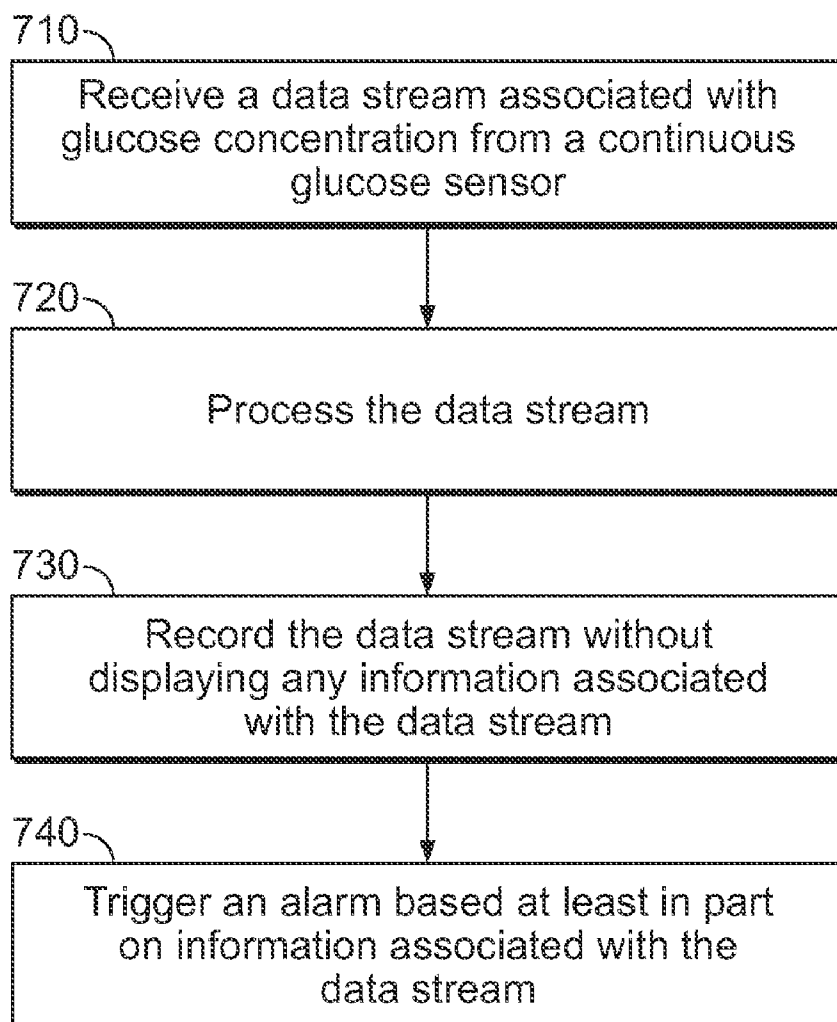 710
Receive a data stream associated with
glucose concentration from a continuous
glucose sensor
720
Process the data stream
730
Record the data stream without
displaying any information associated
with the data stream
740
Trigger an alarm based at least in part
on information associated with the
data stream